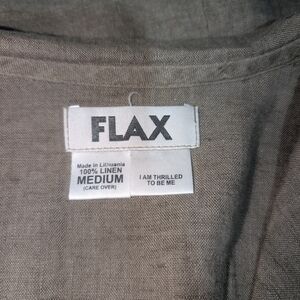 FLAX
Made in Lithuania
100% LINEN
MEDIUM
(CARE OVER)
I AM THRILLED
TO BE ME